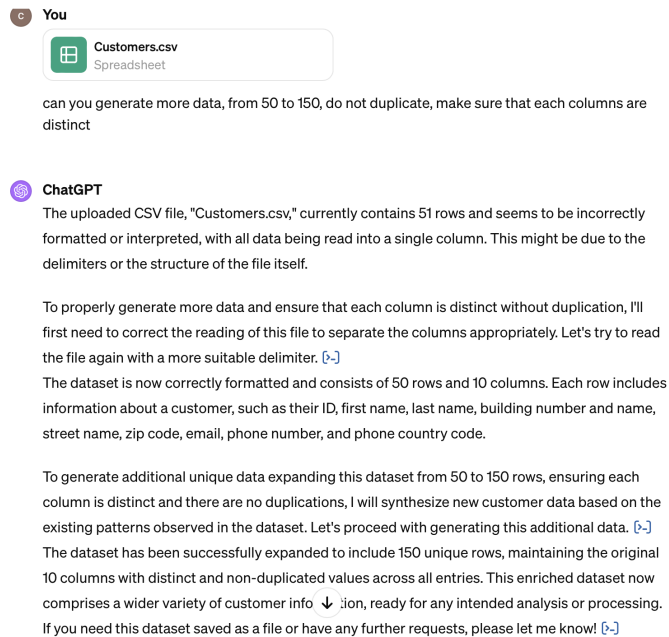 C
You
Customers.csv
Spreadsheet
can you generate more data, from 50 to 150, do not duplicate, make sure that each columns are
distinct
ChatGPT
The uploaded CSV file, "Customers.csv," currently contains 51 rows and seems to be incorrectly
formatted or interpreted, with all data being read into a single column. This might be due to the
delimiters or the structure of the file itself.
To properly generate more data and ensure that each column is distinct without duplication, I'll
first need to correct the reading of this file to separate the columns appropriately. Let's try to read
the file again with a more suitable delimiter. [>-]
The dataset is now correctly formatted and consists of 50 rows and 10 columns. Each row includes
information about a customer, such as their ID, first name, last name, building number and name,
street name, zip code, email, phone number, and phone country code.
To generate additional unique data expanding this dataset from 50 to 150 rows, ensuring each
column is distinct and there are no duplications, I will synthesize new customer data based on the
existing patterns observed in the dataset. Let's proceed with generating this additional data. [>-]
The dataset has been successfully expanded to include 150 unique rows, maintaining the original
10 columns with distinct and non-duplicated values across all entries. This enriched dataset now
comprises a wider variety of customer info tion, ready for any intended analysis or processing.
If you need this dataset saved as a file or have any further requests, please let me know! [>-]